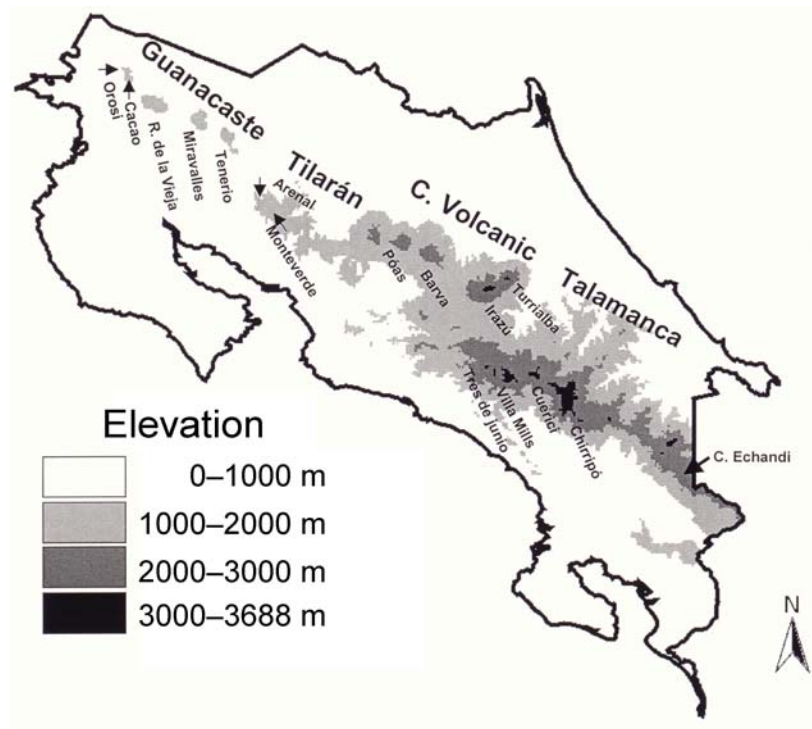 Guanacaste
Orosi
Cacao
R. de la Vieja
Miravalles
Tenerio
Tilarán
Arenal
Monteverde
C. Volcanic
Póas
Barva
Irazú
Turrialba
Talamanca
Tres de junio
Villa Mills
Cuericí
Chirripó
C. Echandi
Elevation
0–1000 m
1000–2000 m
2000–3000 m
3000–3688 m
N